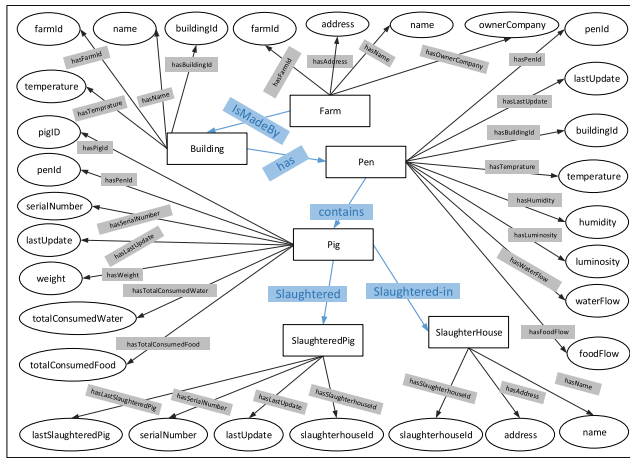 farmId
name
buildingId
farmId
address
name
ownerCompany
penId
hasFarmId
hasName
hasBuildingId
hasFarmId
hasAddress
hasName
hasOwnerCompany
hasPenId
temperature
hasTemprature
lastUpdate
hasLastUpdate
Farm
IsMadeBy
pigID
hasPigId
buildingId
hasBuildingId
Building
has
Pen
penId
hasPenId
temperature
hasTemprature
serialNumber
hasSerialNumber
contains
humidity
hasHumidity
lastUpdate
hasLastUpdate
Pig
luminosity
hasLuminosity
weight
hasWeight
hasTotalConsumedWater
Slaughtered
Slaughtered-in
waterFlow
hasWaterFlow
totalConsumedWater
hasTotalConsumedFood
SlaughteredPig
SlaughterHouse
hasFoodFlow
foodFlow
totalConsumedFood
hasLastSlaughteredPig
hasSerialNumber
hasLastUpdate
hasSlaughterhouseId
hasSlaughterhouseId
hasAddress
hasName
lastSlaughteredPig
serialNumber
lastUpdate
slaughterhouseId
slaughterhouseId
address
name